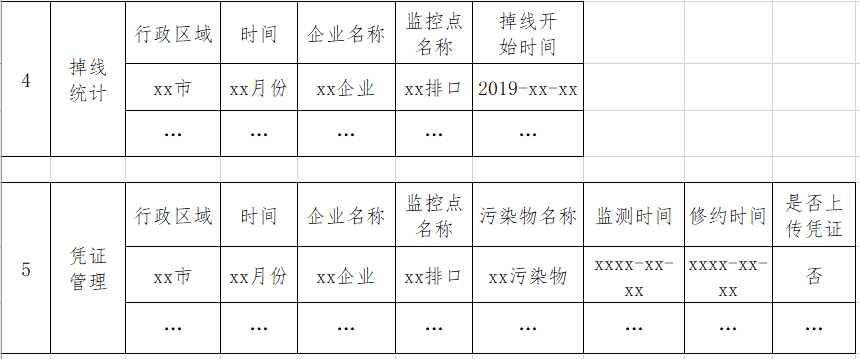 4 掉线统计 行政区域 时间 企业名称 监控点名称 掉线开始时间
xx市 xx月份 xx企业 xx排口 2019-xx-xx
… … … … …
5 凭证管理 行政区域 时间 企业名称 监控点名称 污染物名称 监测时间 修约时间 是否上传凭证
xx市 xx月份 xx企业 xx排口 xx污染物 xxxx-xx-xx xxxx-xx-xx 否
… … … … … … … …